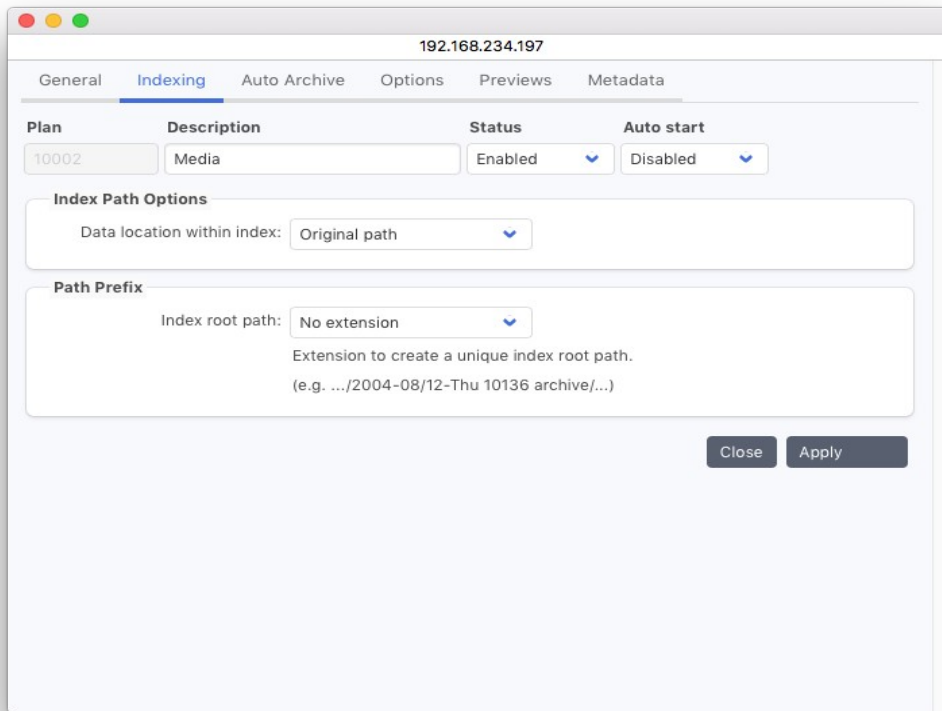 192.168.234.197
General Indexing Auto Archive Options Previews Metadata
Plan Description Status Auto start
10002 Media Enabled Disabled
Index Path Options
Data location within index: Original path
Path Prefix
Index root path: No extension
Extension to create a unique index root path.
(e.g. .../2004-08/12-Thu 10136 archive/...)
Close Apply